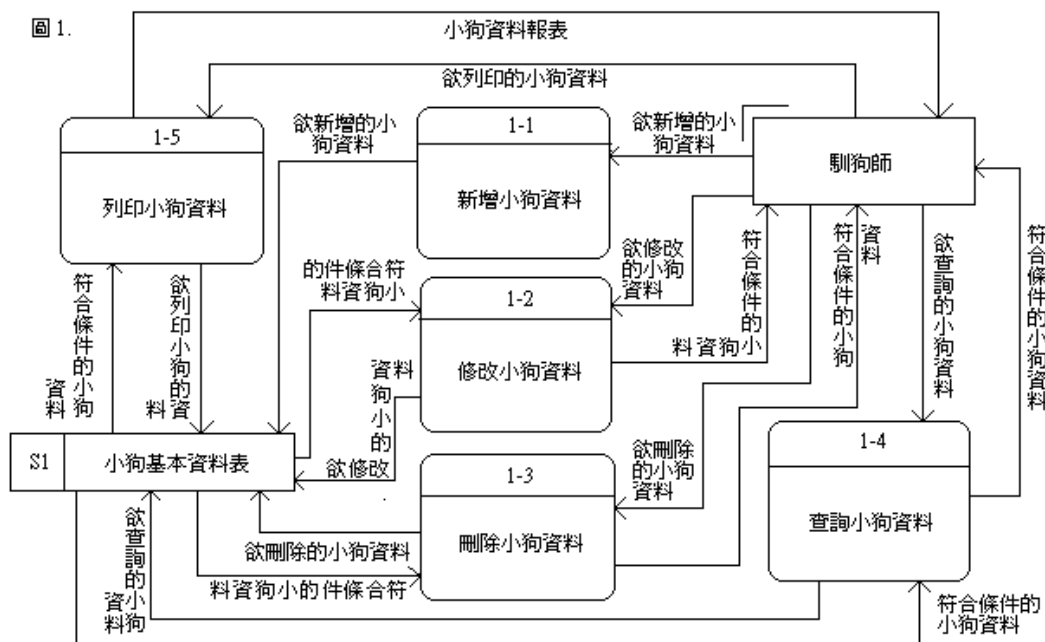 圖1.
小狗資料報表
欲列印的小狗資料
1-5
列印小狗資料
欲新增的小
狗資料
1-1
新增小狗資料
欲新增的小
狗資料
馴狗師
符合條件的小狗
資料
欲列印小狗的資
料
的件條合符
料資狗小
1-2
修改小狗資料
欲修改
的小狗
資料
符合條件的
料資狗小
符合條件的小狗
資料
欲查詢的小狗資料
符合條件的小狗資料
資料
狗小的
欲修改
S1
小狗基本資料表
1-3
刪除小狗資料
欲刪除
的小狗
資料
1-4
查詢小狗資料
欲刪除的小狗資料
料資狗小的件條合符
欲查詢的小狗
資料
符合條件的
小狗資料